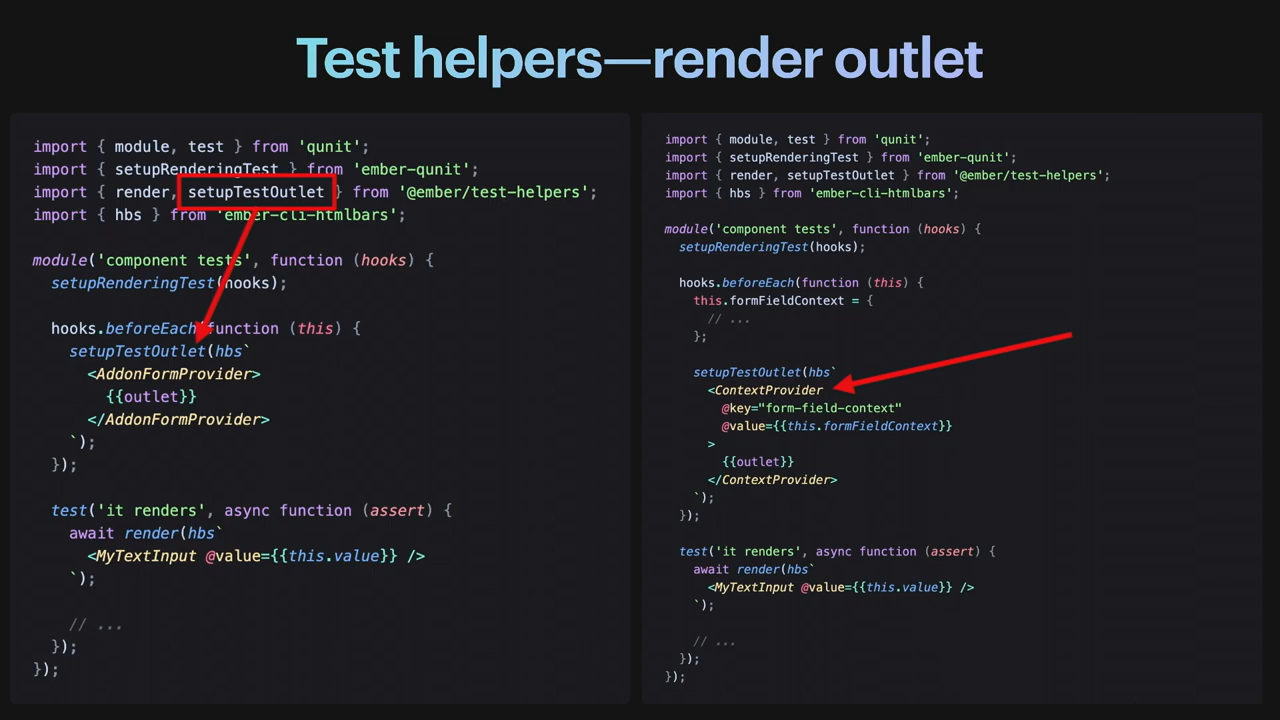 Test helpers—render outlet
import { module, test } from 'qunit';
import { setupRenderingTest } from 'ember-qunit';
import { render, setupTestOutlet } from '@ember/test-helpers';
import { hbs } from 'ember-cli-htmlbars';
module('component tests', function (hooks) {
setupRenderingTest(hooks);
hooks.beforeEach(function (this) {
setupTestOutlet(hbs`
<AddonFormProvider>
{{outlet}}
</AddonFormProvider>
`);
});
test('it renders', async function (assert) {
await render(hbs`
<MyTextInput @value={{this.value}} />
`);
// ...
});
});
import { module, test } from 'qunit';
import { setupRenderingTest } from 'ember-qunit';
import { render, setupTestOutlet } from '@ember/test-helpers';
import { hbs } from 'ember-cli-htmlbars';
module('component tests', function (hooks) {
setupRenderingTest(hooks);
hooks.beforeEach(function (this) {
this.formFieldContext = {
// ...
};
setupTestOutlet(hbs`
<ContextProvider
@key="form-field-context"
@value={{this.formFieldContext}}
>
{{outlet}}
</ContextProvider>
`);
});
test('it renders', async function (assert) {
await render(hbs`
<MyTextInput @value={{this.value}} />
`);
// ...
});
});